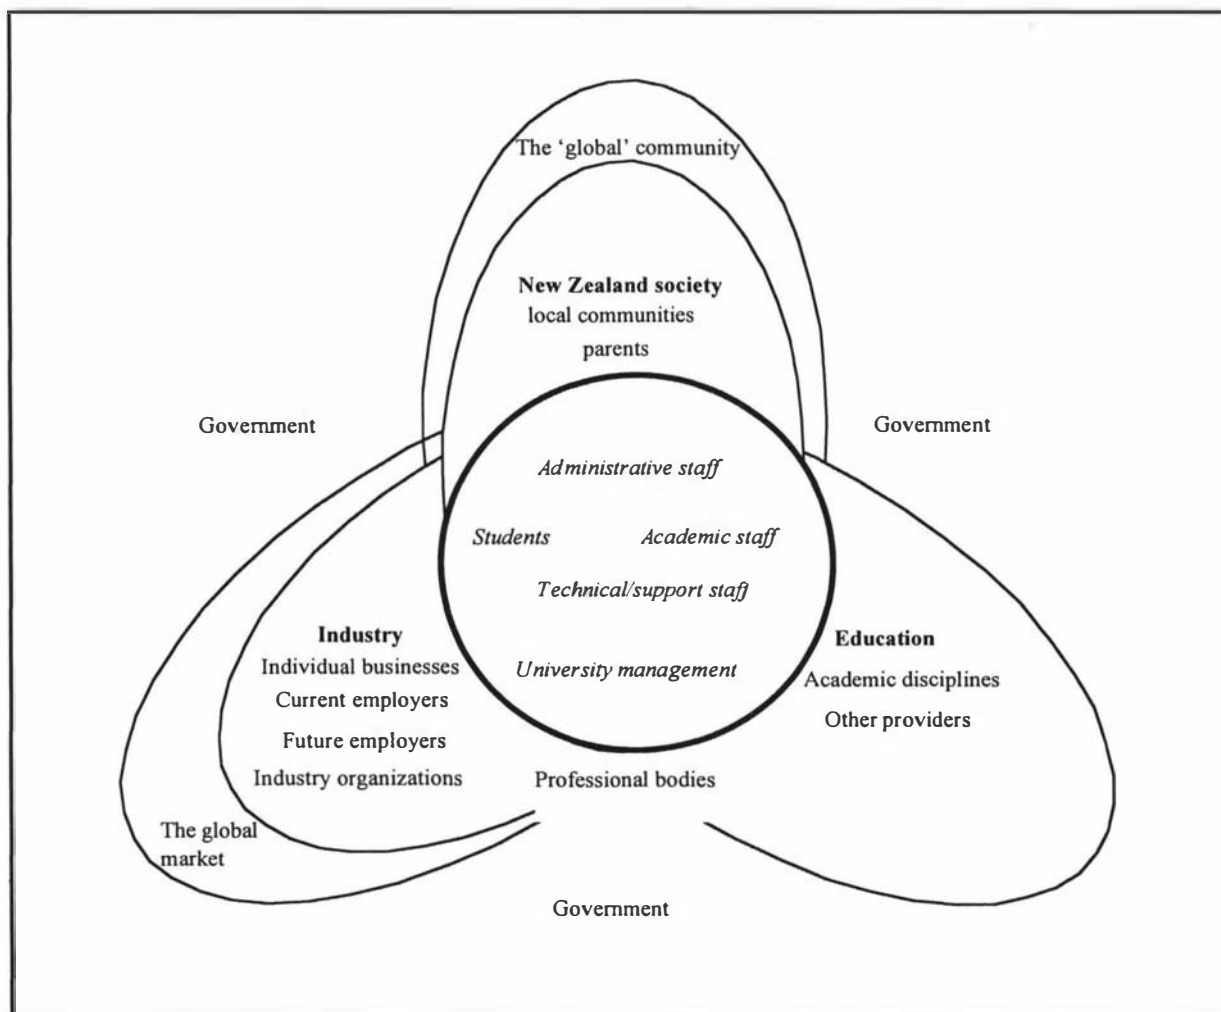 The ‘global’ community
New Zealand society
local communities
parents
Government
Government
Administrative staff
Students
Academic staff
Technical/support staff
University management
Industry
Individual businesses
Current employers
Future employers
Industry organizations
Education
Academic disciplines
Other providers
Professional bodies
The global
market
Government